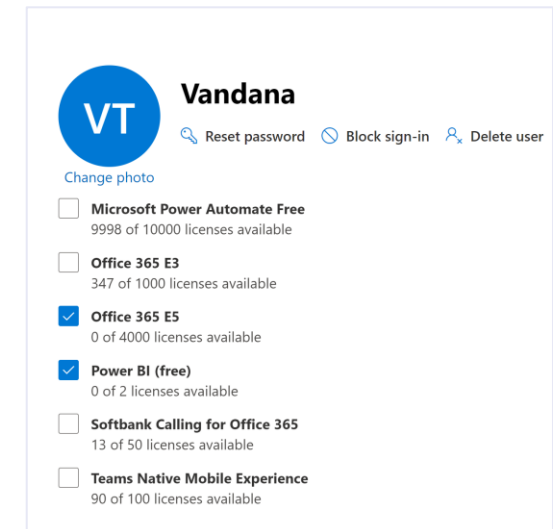 VT
Vandana
Reset password Block sign-in Delete user
Change photo
Microsoft Power Automate Free
9998 of 10000 licenses available
Office 365 E3
347 of 1000 licenses available
Office 365 E5
0 of 4000 licenses available
Power BI (free)
0 of 2 licenses available
Softbank Calling for Office 365
13 of 50 licenses available
Teams Native Mobile Experience
90 of 100 licenses available